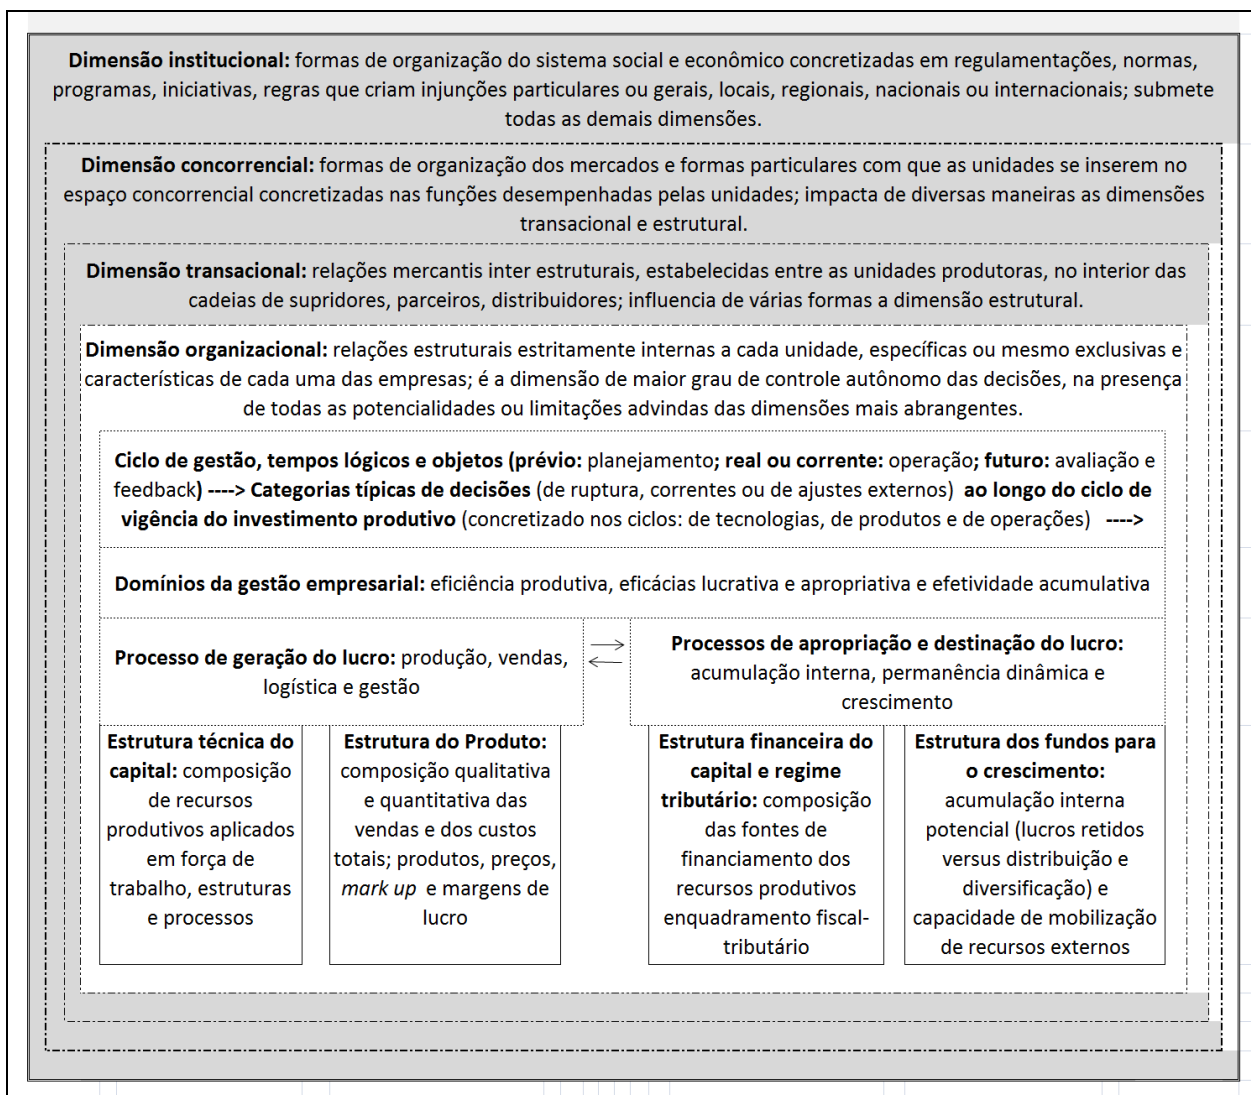 Dimensão institucional: formas de organização do sistema social e econômico concretizadas em regulamentações, normas,
programas, iniciativas, regras que criam injunções particulares ou gerais, locais, regionais, nacionais ou internacionais; submete
todas as demais dimensões.
Dimensão concorrencial: formas de organização dos mercados e formas particulares com que as unidades se inserem no
espaço concorrencial concretizadas nas funções desempenhadas pelas unidades; impacta de diversas maneiras as dimensões
transacional e estrutural.
Dimensão transacional: relações mercantis inter estruturais, estabelecidas entre as unidades produtoras, no interior das
cadeias de supridores, parceiros, distribuidores; influencia de várias formas a dimensão estrutural.
Dimensão organizacional: relações estruturais estritamente internas a cada unidade, específicas ou mesmo exclusivas e
características de cada uma das empresas; é a dimensão de maior grau de controle autônomo das decisões, na presença
de todas as potencialidades ou limitações advindas das dimensões mais abrangentes.
Ciclo de gestão, tempos lógicos e objetos (prévio: planejamento; real ou corrente: operação; futuro: avaliação e
feedback) ----> Categorias típicas de decisões (de ruptura, correntes ou de ajustes externos) ao longo do ciclo de
vigência do investimento produtivo (concretizado nos ciclos: de tecnologias, de produtos e de operações) ---->
Domínios da gestão empresarial: eficiência produtiva, eficácias lucrativa e apropriativa e efetividade acumulativa
Processo de geração do lucro: produção, vendas,
logística e gestão
Processos de apropriação e destinação do lucro:
acumulação interna, permanência dinâmica e
crescimento
Estrutura técnica do
capital: composição
de recursos
produtivos aplicados
em força de
trabalho, estruturas
e processos
Estrutura do Produto:
composição qualitativa
e quantitativa das
vendas e dos custos
totais; produtos, preços,
mark up e margens de
lucro
Estrutura financeira do
capital e regime
tributário: composição
das fontes de
financiamento dos
recursos produtivos
enquadramento fiscal-
tributário
Estrutura dos fundos para
o crescimento:
acumulação interna
potencial (lucros retidos
versus distribuição e
diversificação) e
capacidade de mobilização
de recursos externos